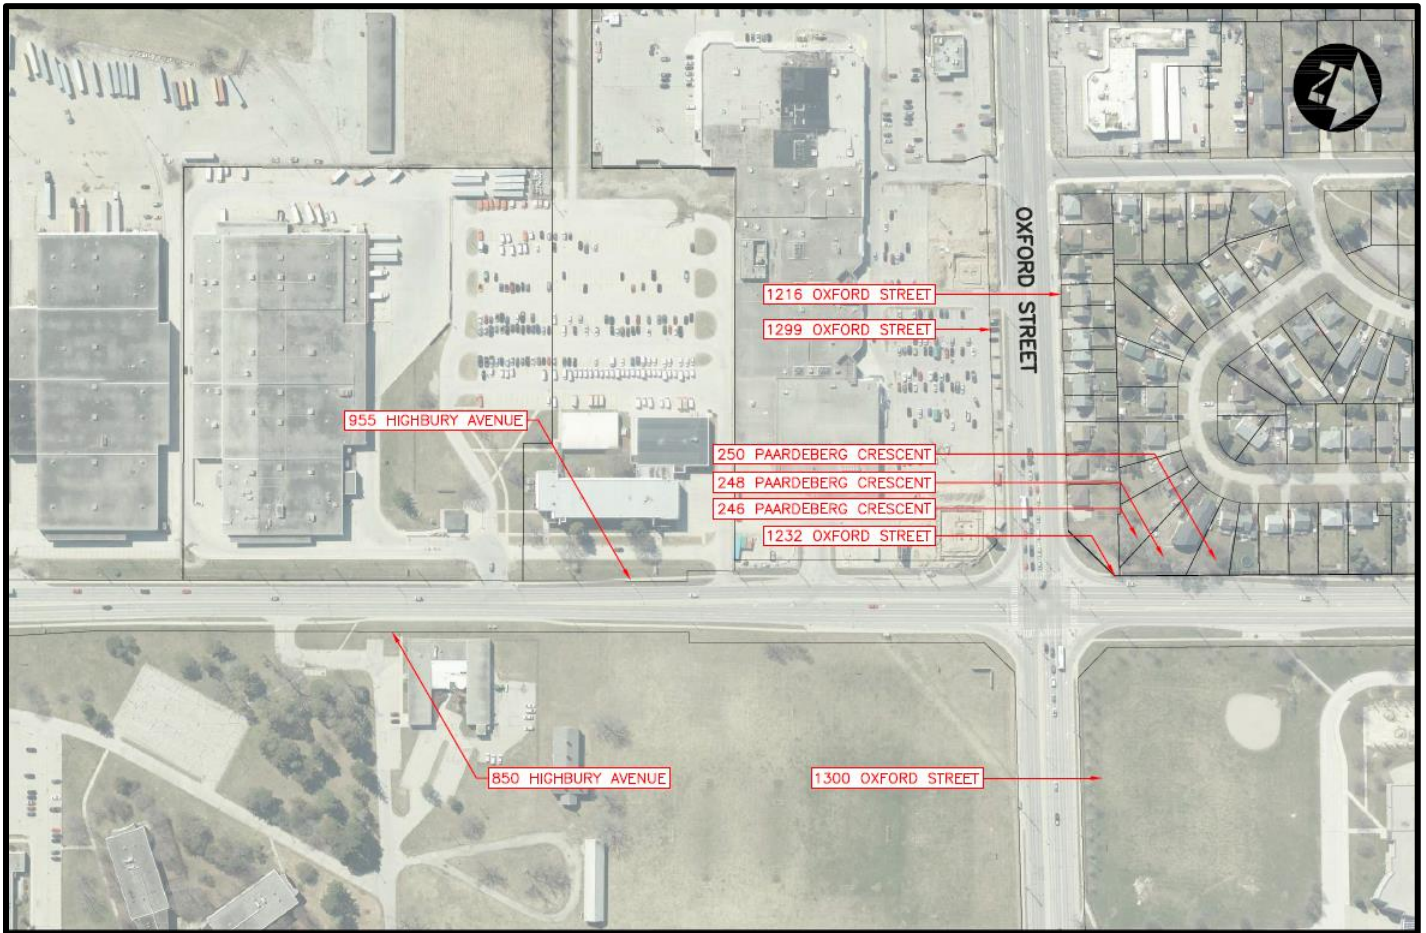 N
OXFORD STREET
1216 OXFORD STREET
1299 OXFORD STREET
955 HIGHBURY AVENUE
250 PAARDEBERG CRESCENT
248 PAARDEBERG CRESCENT
246 PAARDEBERG CRESCENT
1232 OXFORD STREET
850 HIGHBURY AVENUE
1300 OXFORD STREET